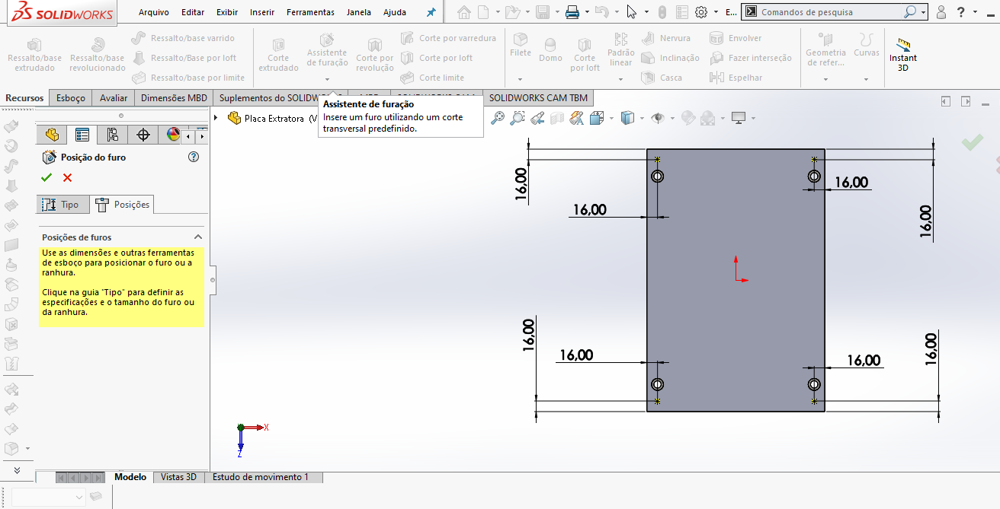 SOLIDWORKS
Arquivo Editar Exibir Inserir Ferramentas Janela Ajuda
E...
Comandos de pesquisa
?
Ressalto/base extrudado
Ressalto/base revolucionado
Ressalto/base varrido
Ressalto/Base por loft
Ressalto/base por limite
Corte extrudado
Assistente de furação
Corte por revolução
Corte por varredura
Corte por loft
Corte limite
Filete
Domo
Corte por loft
Padrão linear
Nervura
Inclinação
Casca
Envolver
Fazer interseção
Espelhar
Geometria de refer...
Curvas
Instant 3D
Recursos Esboço Avaliar Dimensões MBD Suplementos do SOLIDW SOLIDWORKS CAM TBM
Assistente de furação
Insere um furo utilizando um corte
transversal predefinido.
Placa Extratora (V
Posição do furo
?
Tipo Posições
Posições de furos
Use as dimensões e outras ferramentas
de esboço para posicionar o furo ou a
ranhura.
Clique na guia "Tipo" para definir as
especificações e o tamanho do furo ou
da ranhura.
16,00
16,00
16,00
16,00
16,00
16,00
16,00
16,00
X
Z
Modelo Vistas 3D Estudo de movimento 1